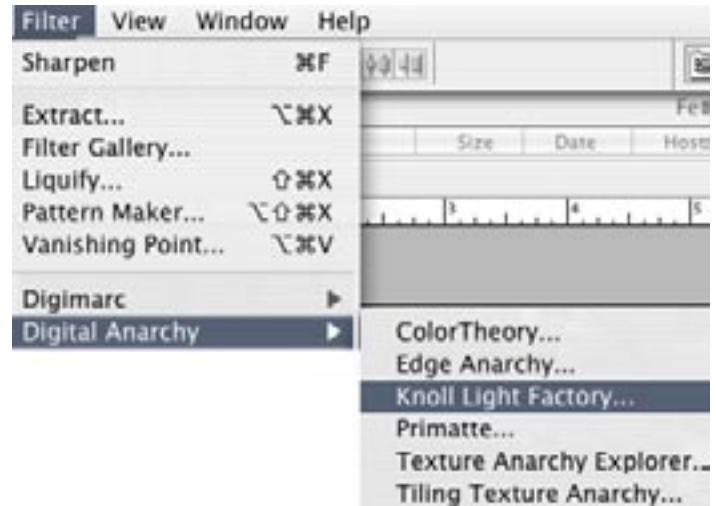 Filter View Window Help
Sharpen ⌘F
Extract... ⌥⌘X
Filter Gallery...
Liquify... ⇧⌘X
Pattern Maker... ⌥⇧⌘X
Vanishing Point... ⌥⌘V
Digimarc
Digital Anarchy
Size Date
3 4 5
ColorTheory...
Edge Anarchy...
Knoll Light Factory...
Primatte...
Texture Anarchy Explorer...
Tiling Texture Anarchy...